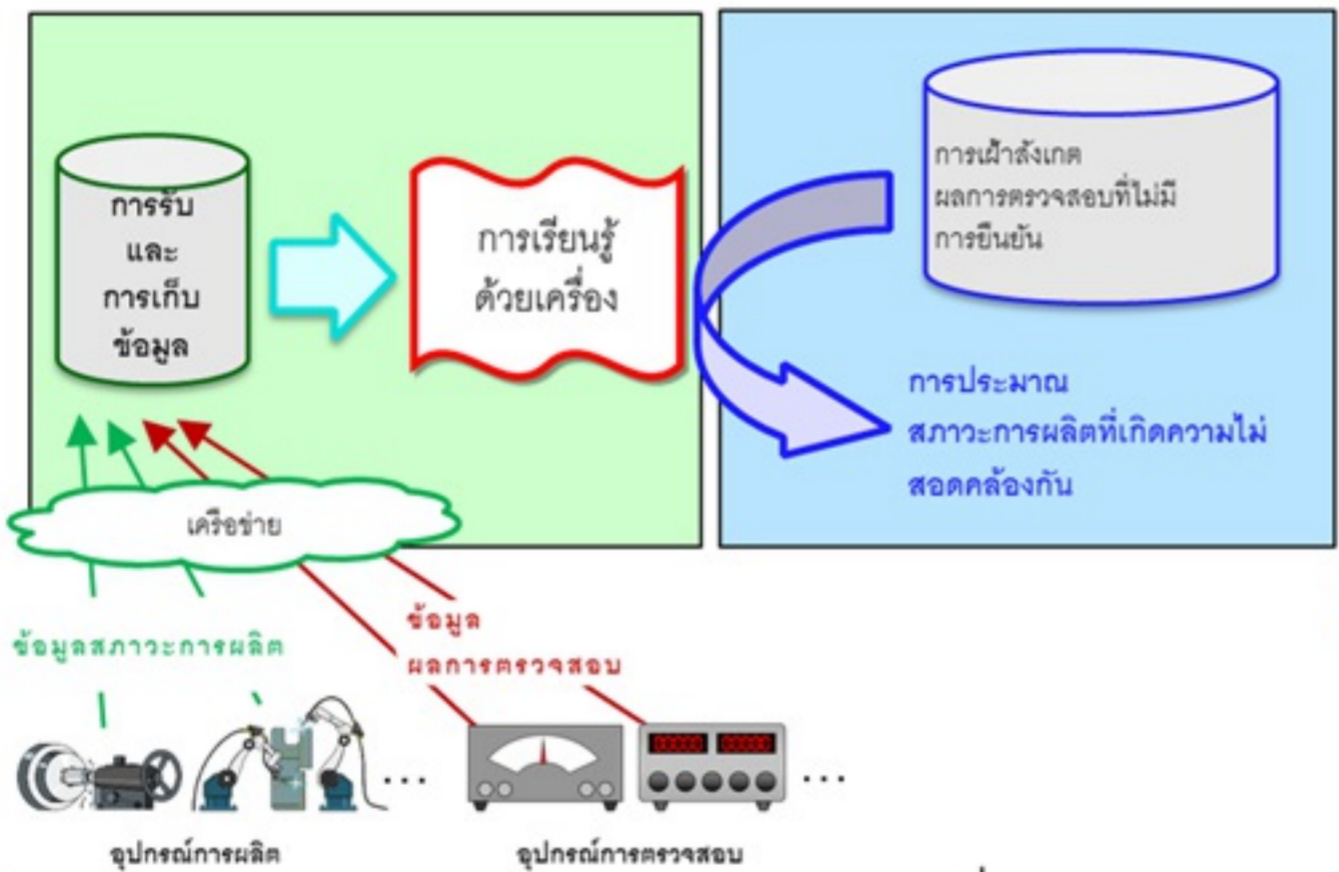 การรับ
และ
การเก็บ
ข้อมูล
การเรียนรู้
ด้วยเครื่อง
การเฝ้าสังเกต
ผลการตรวจสอบที่ไม่มี
การยืนยัน
การประมาณ
สภาวะการผลิตที่เกิดความไม่
สอดคล้องกัน
เครือข่าย
ข้อมูลสภาวะการผลิต
ข้อมูล
ผลการตรวจสอบ
00000 00000
อุปกรณ์การผลิต
อุปกรณ์การตรวจสอบ